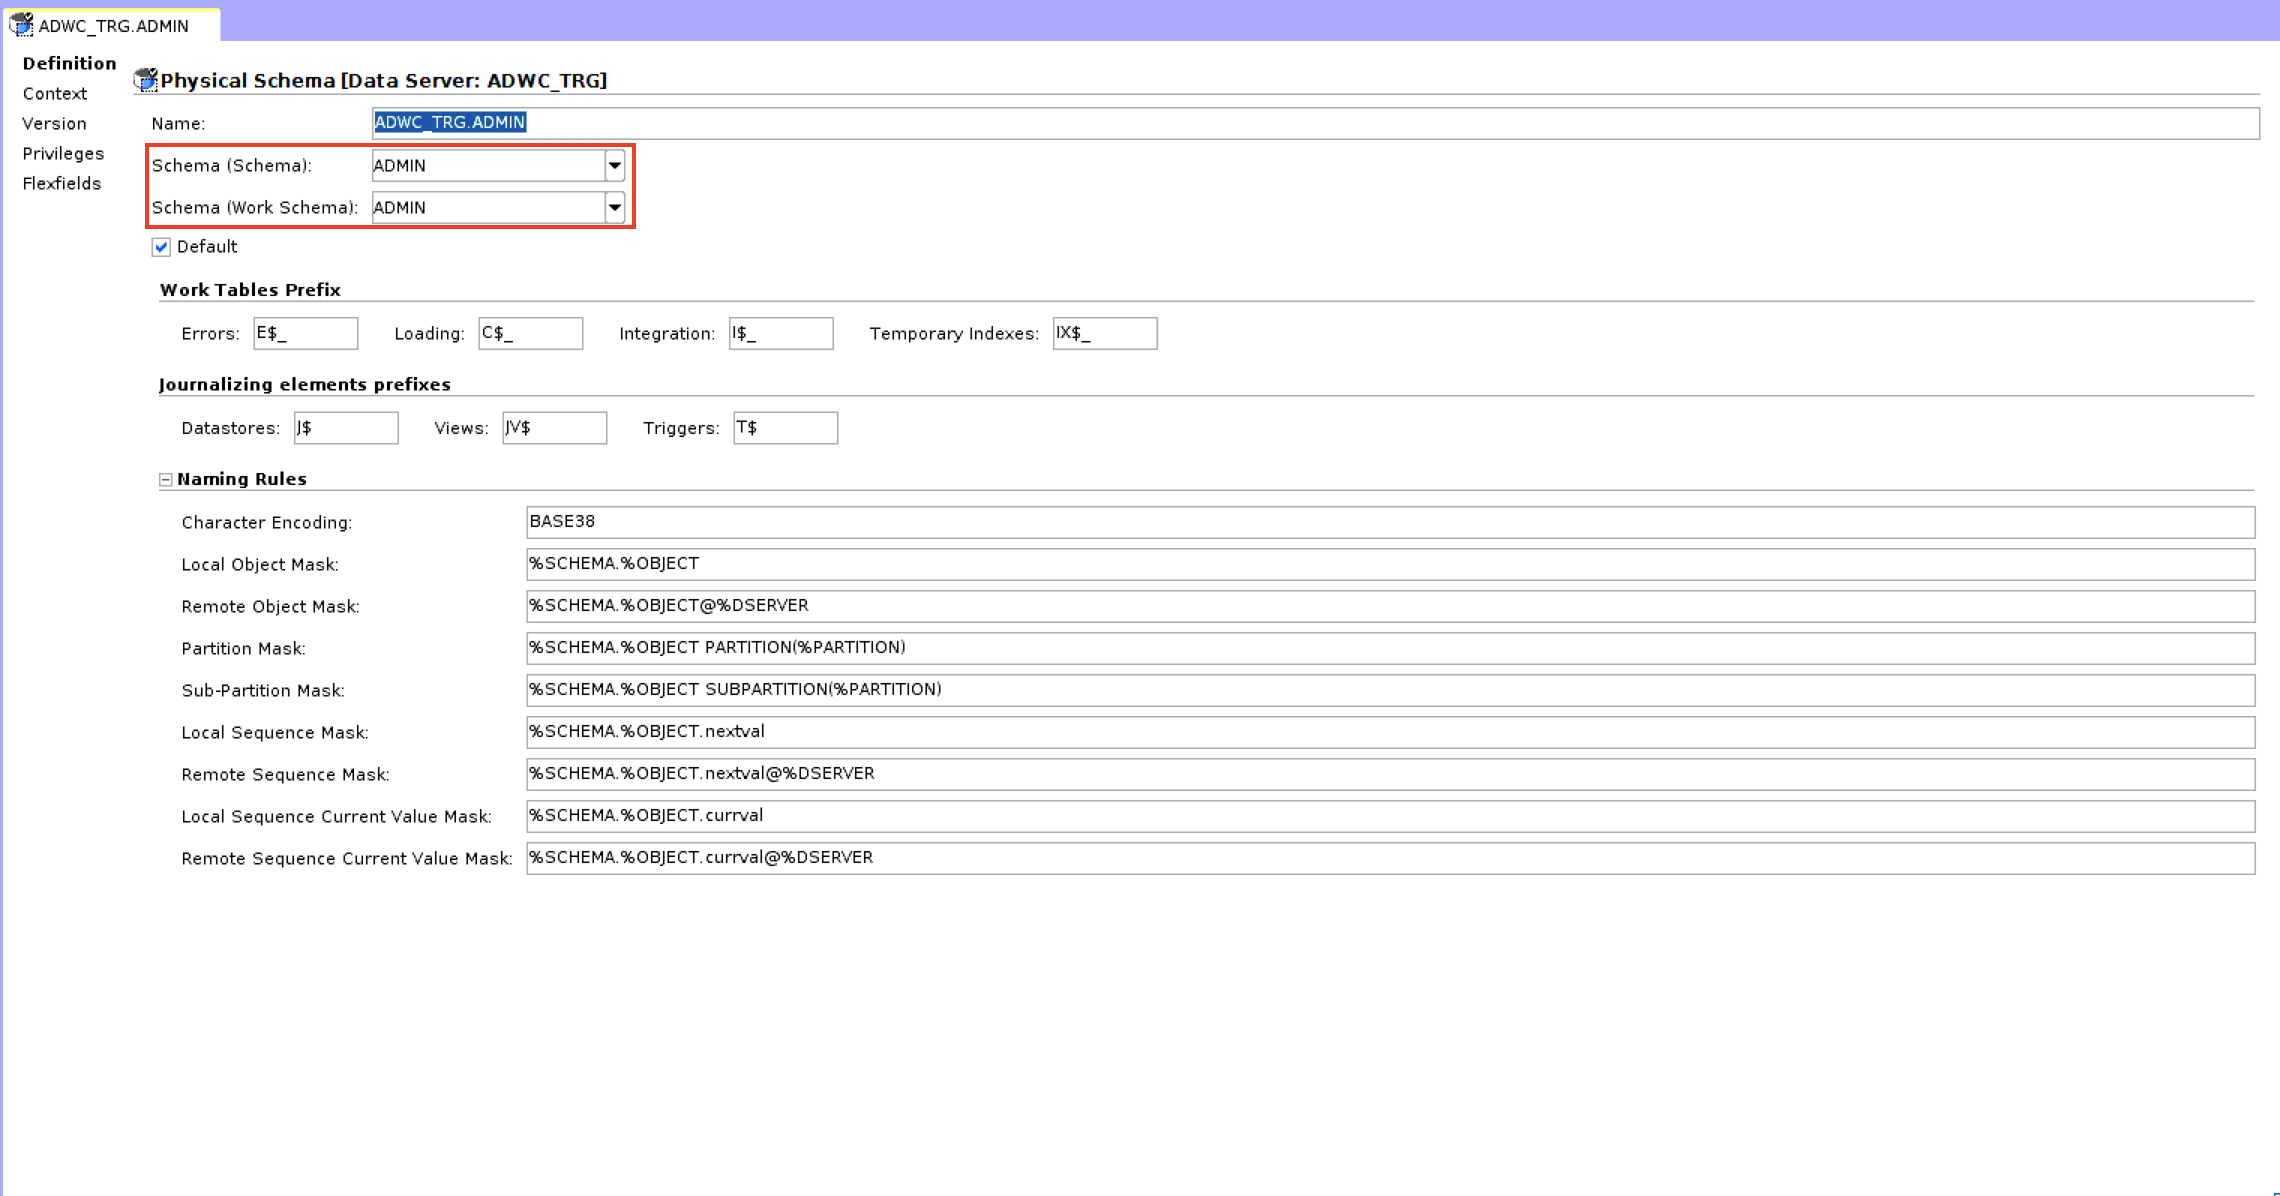 ADWC_TRG.ADMIN
Definition
Context
Version
Privileges
Flexfields
Physical Schema [Data Server: ADWC_TRG]
Name: ADWC_TRG.ADMIN
Schema (Schema): ADMIN
Schema (Work Schema): ADMIN
Default
Work Tables Prefix
Errors: E$_ Loading: C$_ Integration: I$_ Temporary Indexes: IX$_
Journalizing elements prefixes
Datastores: J$ Views: JV$ Triggers: T$
Naming Rules
Character Encoding: BASE38
Local Object Mask: %SCHEMA.%OBJECT
Remote Object Mask: %SCHEMA.%OBJECT@%DSERVER
Partition Mask: %SCHEMA.%OBJECT PARTITION(%PARTITION)
Sub-Partition Mask: %SCHEMA.%OBJECT SUBPARTITION(%PARTITION)
Local Sequence Mask: %SCHEMA.%OBJECT.nextval
Remote Sequence Mask: %SCHEMA.%OBJECT.nextval@%DSERVER
Local Sequence Current Value Mask: %SCHEMA.%OBJECT.currval
Remote Sequence Current Value Mask: %SCHEMA.%OBJECT.currval@%DSERVER